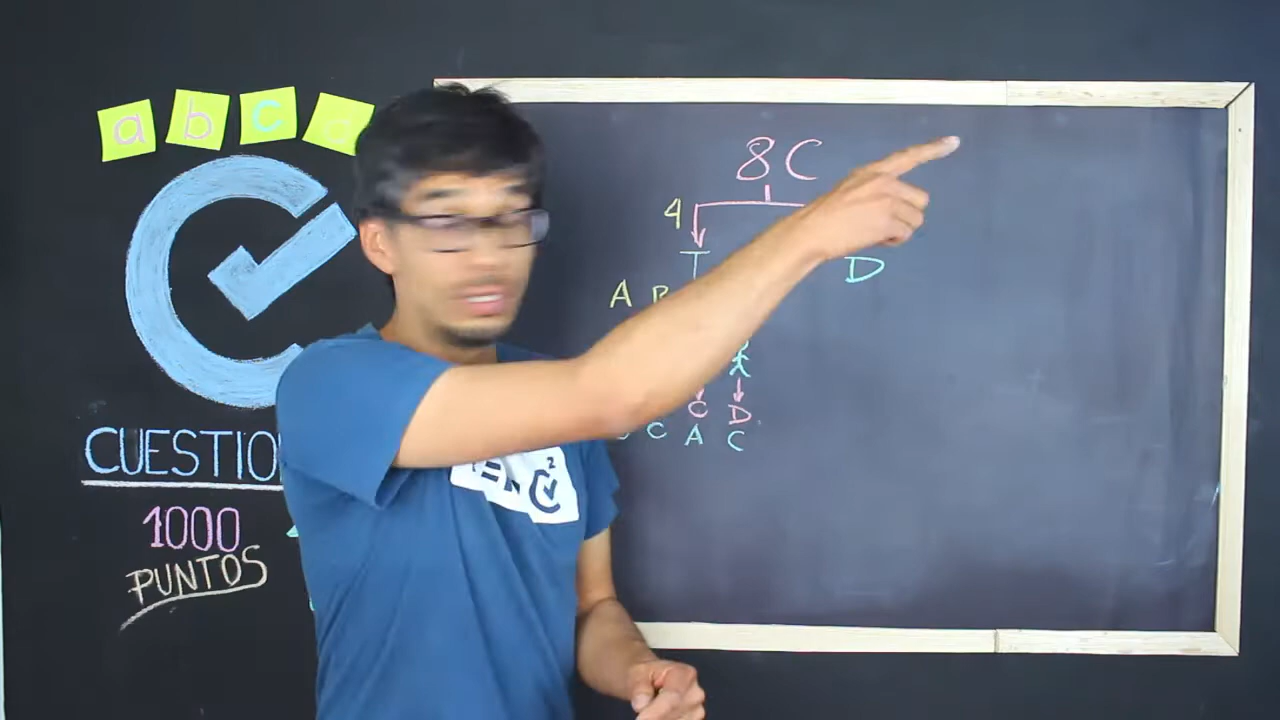 a b c d
CUESTIO
1000
PUNTOS
8C
4
T D
A B
C D
C A C